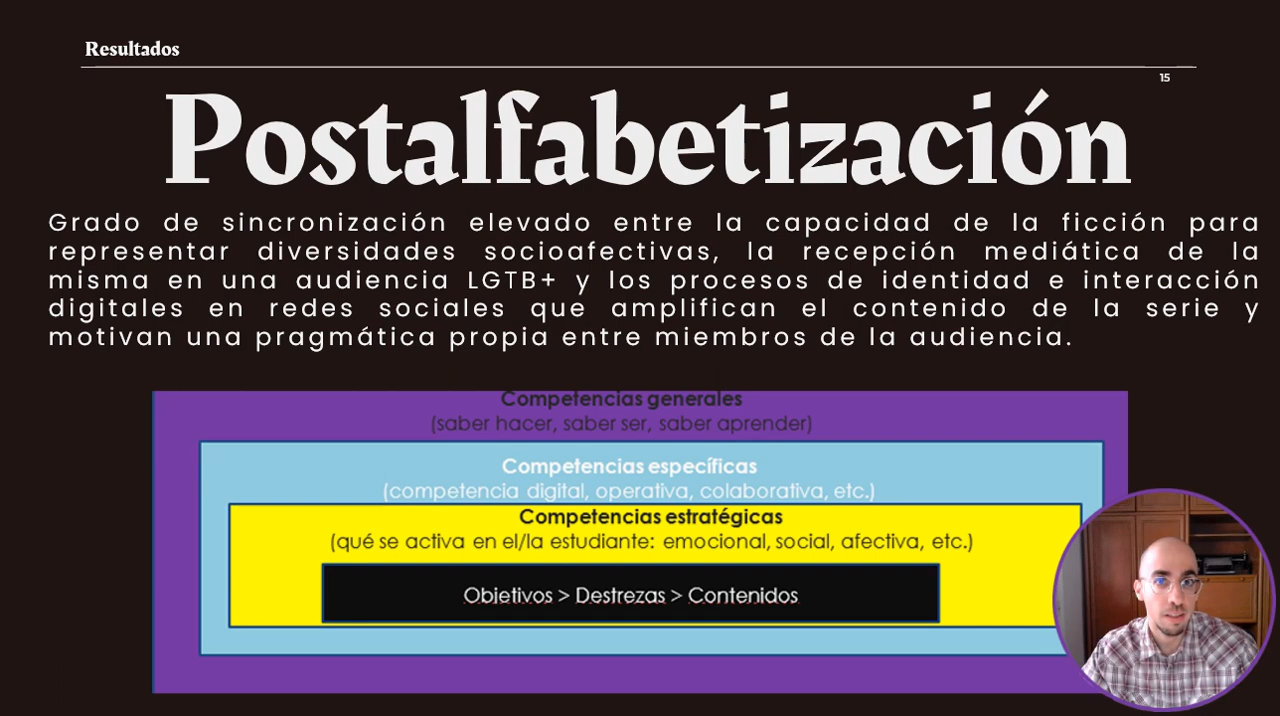 Resultados
15
Postalfabetización
Grado de sincronización elevado entre la capacidad de la ficción para
representar diversidades socioafectivas, la recepción mediática de la
misma en una audiencia LGTB+ y los procesos de identidad e interacción
digitales en redes sociales que amplifican el contenido de la serie y
motivan una pragmática propia entre miembros de la audiencia.
Competencias generales
(saber hacer, saber ser, saber aprender)
Competencias específicas
(competencia digital, operativa, colaborativa, etc.)
Competencias estratégicas
(qué se activa en el/la estudiante: emocional, social, afectiva, etc.)
Objetivos > Destrezas > Contenidos